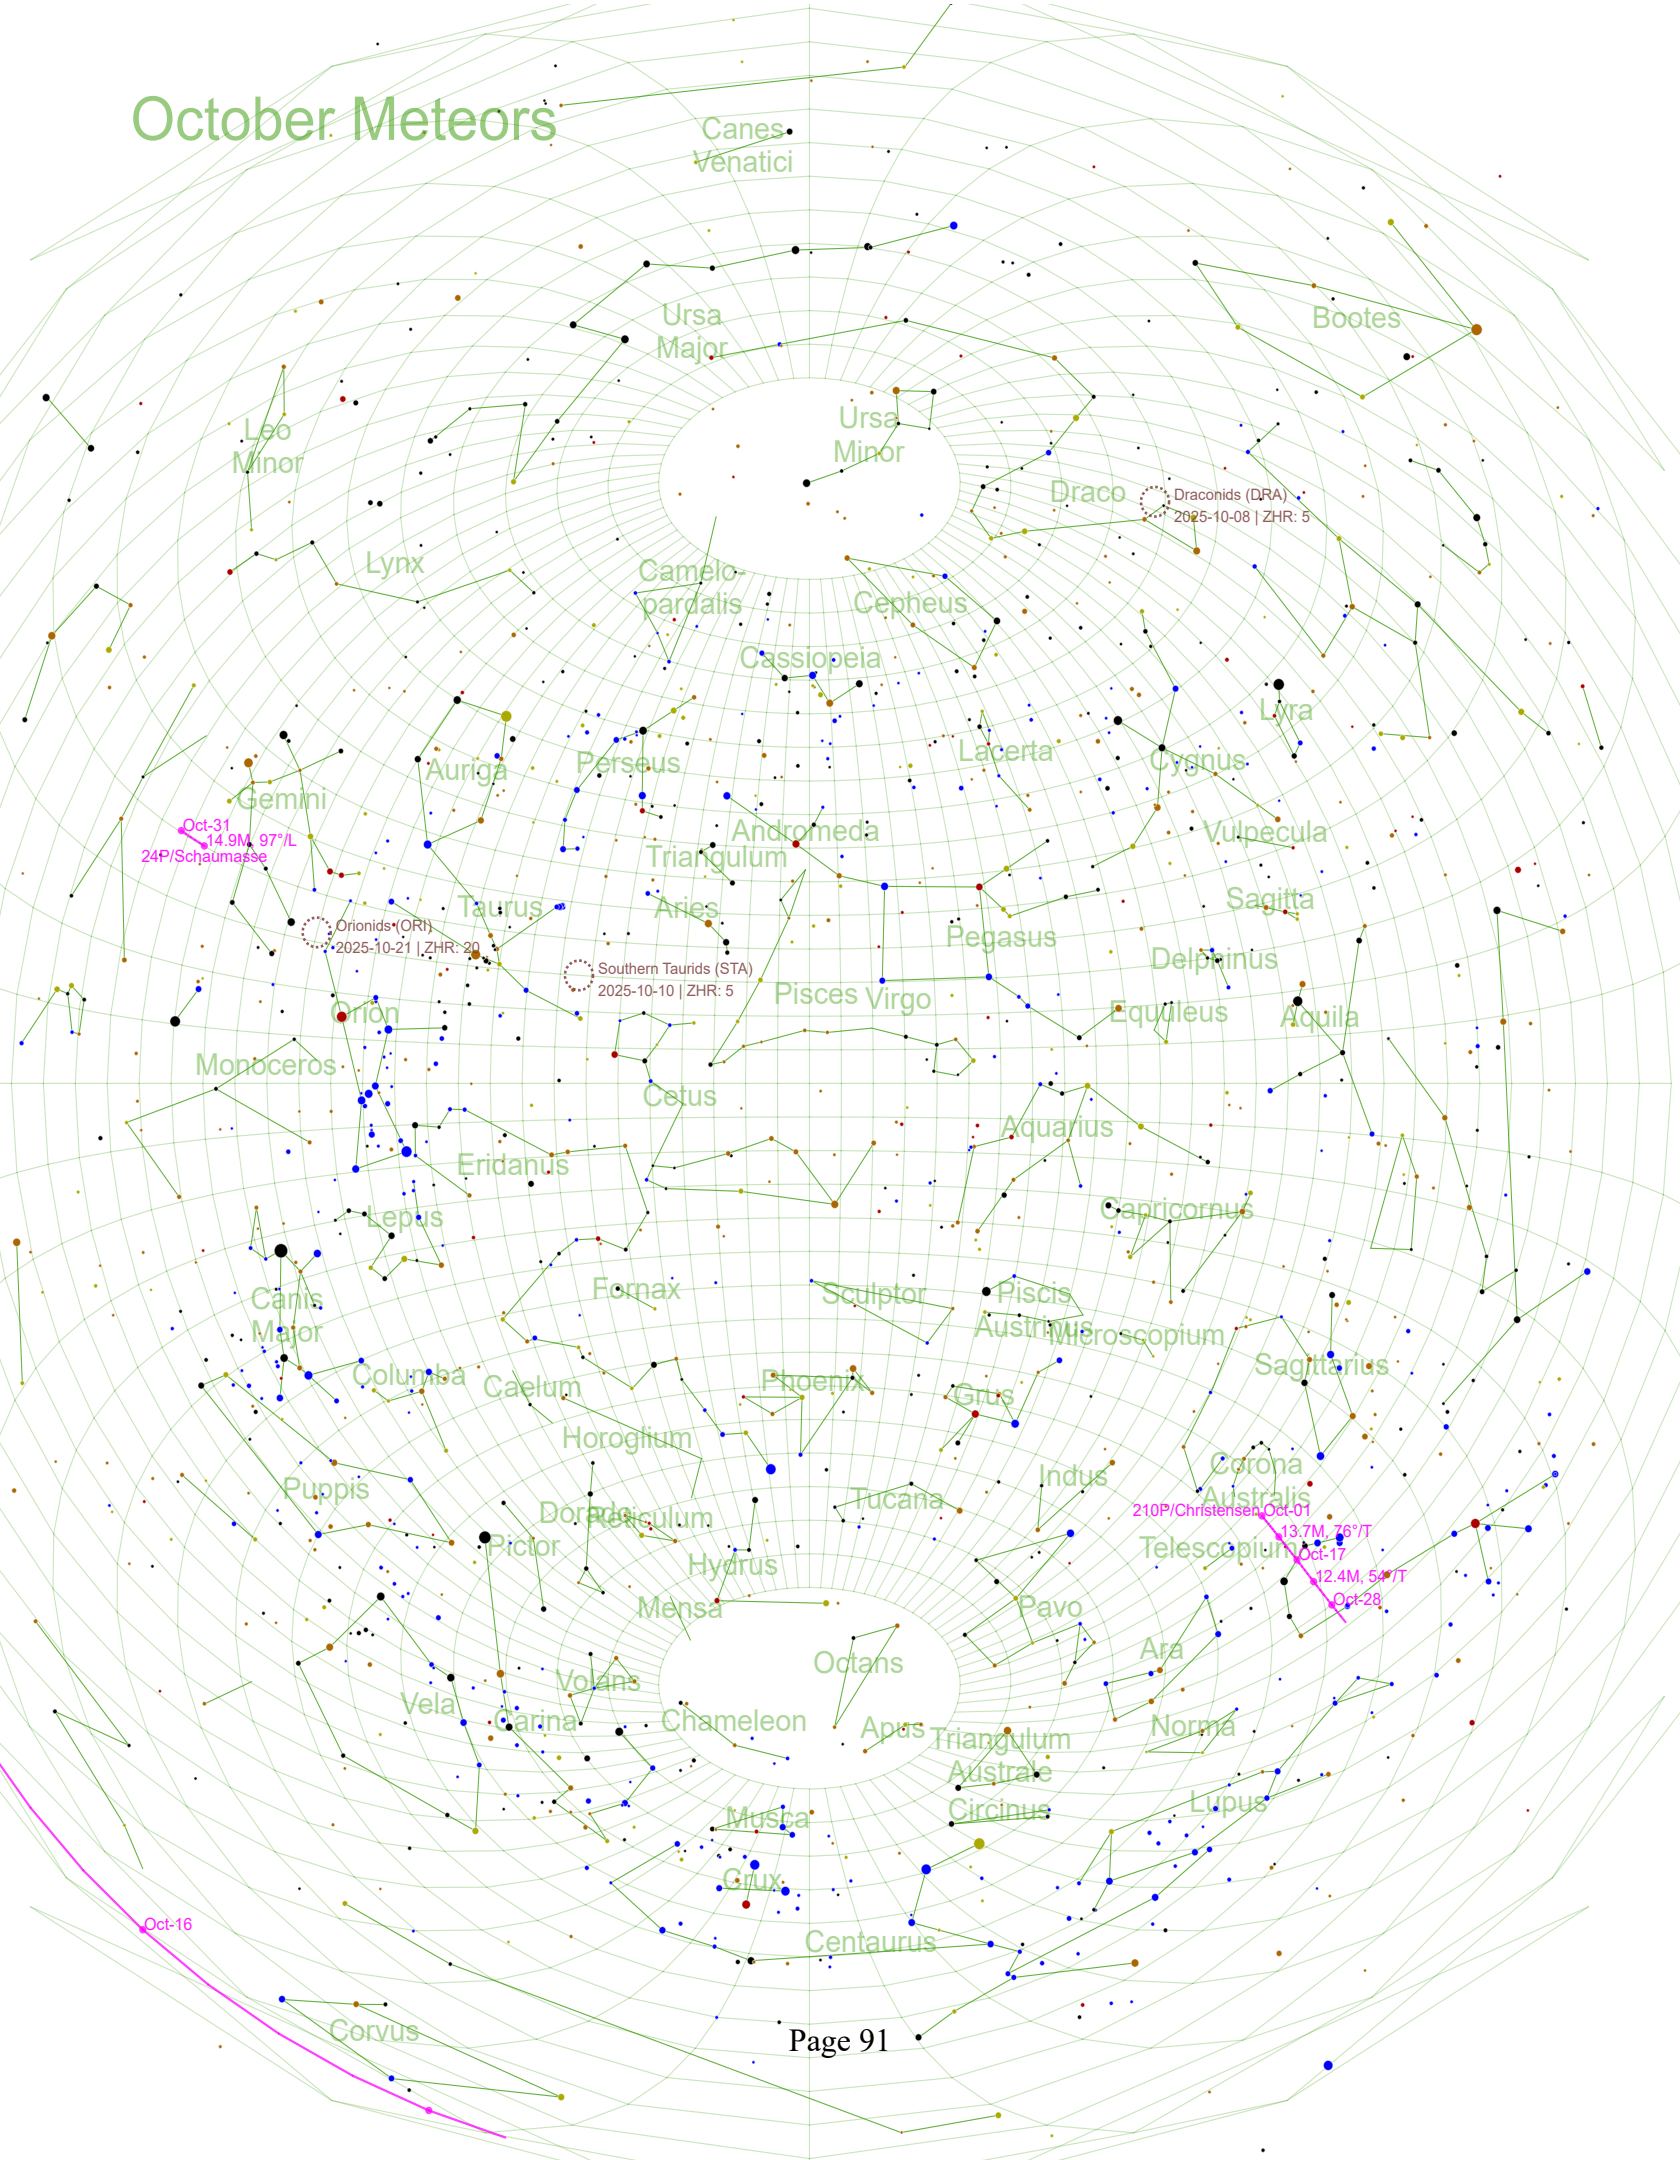 October Meteors
Canes
Venatici
Ursa
Major
Bootes
Ursa
Minor
Leo
Minor
Draco
Draconids (DRA)
2025-10-08 | ZHR: 5
Lynx
Camelo-
pardalis
Cepheus
Cassiopeia
Lyra
Auriga
Perseus
Lacerta
Cygnus
Gemini
Oct-31
14.9M, 97°/L
24P/Schaumasse
Andromeda
Triangulum
Vulpecula
Taurus
Aries
Sagitta
Orionids (ORI)
2025-10-21 | ZHR: 20
Pegasus
Delphinus
Southern Taurids (STA)
2025-10-10 | ZHR: 5
Pisces
Virgo
Orion
Equuleus
Aquila
Monoceros
Cetus
Aquarius
Eridanus
Lepus
Capricornus
Canis
Major
Fornax
Sculptor
Piscis
Austrinus
Microscopium
Columba
Caelum
Phoenix
Grus
Sagittarius
Horoglium
Puppis
Indus
Corona
Australis
Dorado
Reticulum
Tucana
210P/Christensen
Oct-01
13.7M, 76°/T
Pictor
Hydrus
Telescopium
Oct-17
12.4M, 54°/T
Oct-28
Mensa
Pavo
Octans
Ara
Volans
Vela
Carina
Chameleon
Apus
Triangulum
Australe
Norma
Musca
Circinus
Lupus
Crux
Oct-16
Centaurus
Corvus
Page 91